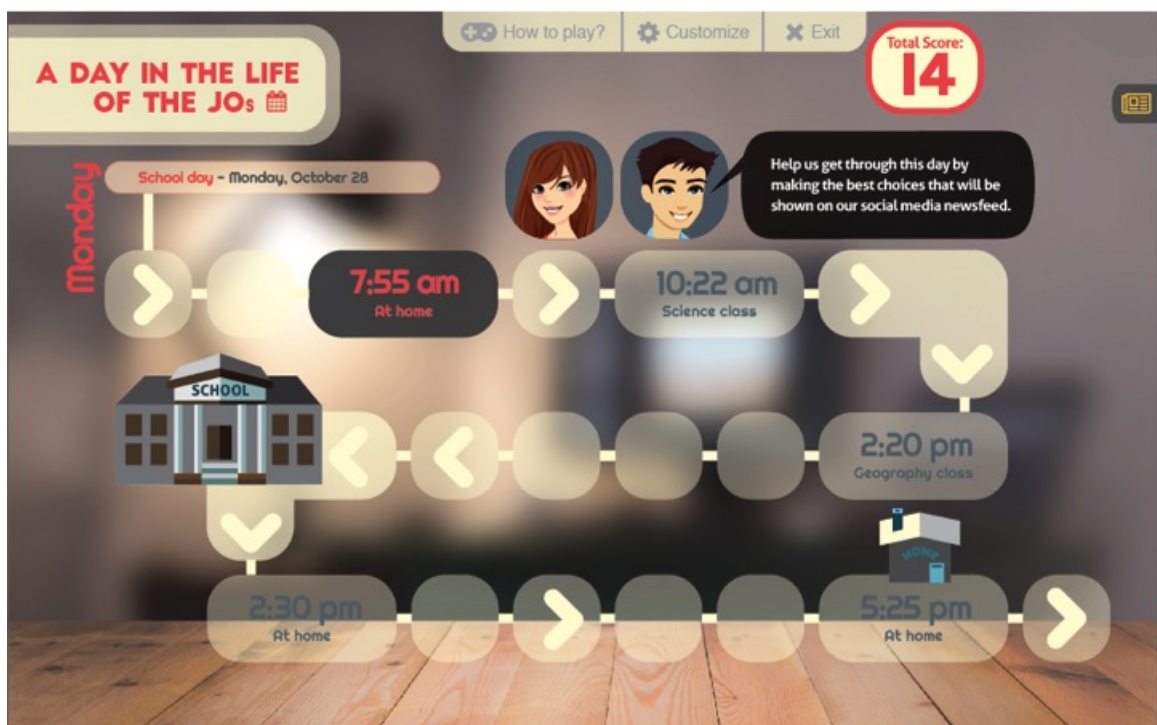 How to play?
Customize
Exit
Total Score:
14
A DAY IN THE LIFE
OF THE JOs
Monday
School day - Monday, October 28
Help us get through this day by
making the best choices that will be
shown on our social media newsfeed.
7:55 am
At home
10:22 am
Science class
SCHOOL
2:20 pm
Geography class
HOME
2:30 pm
At home
5:25 pm
At home